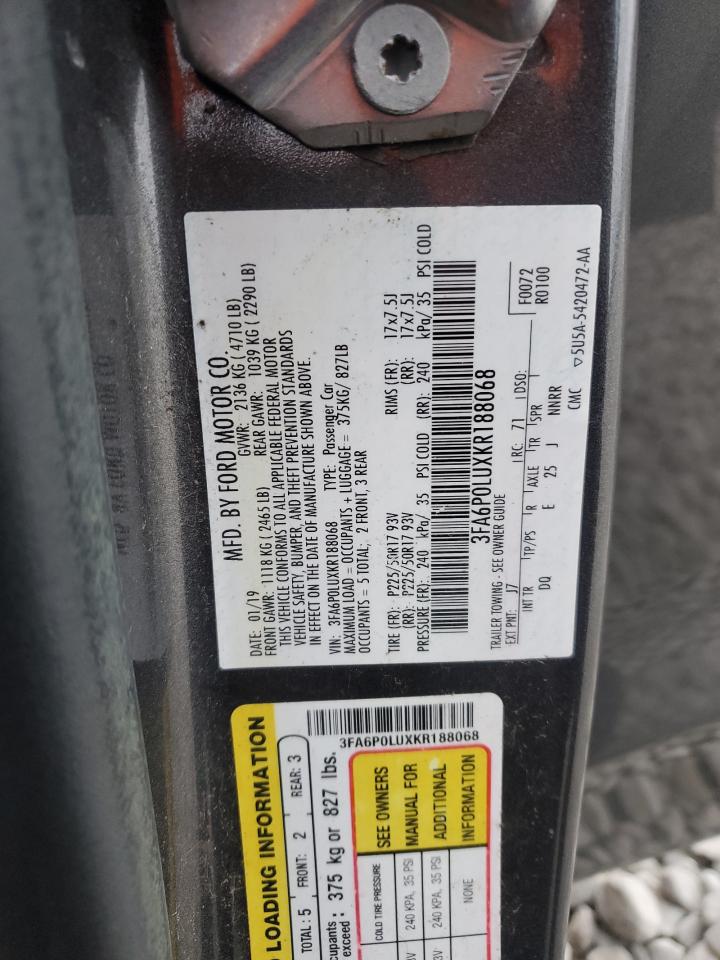 MFD. BY FORD MOTOR CO.
DATE: 01/19 GVWR: 2136 KG ( 4710 LB)
FRONT GAWR: 1118 KG ( 2465 LB) REAR GAWR: 1039 KG ( 2290 LB)
THIS VEHICLE CONFORMS TO ALL APPLICABLE FEDERAL MOTOR
VEHICLE SAFETY, BUMPER, AND THEFT PREVENTION STANDARDS
IN EFFECT ON THE DATE OF MANUFACTURE SHOWN ABOVE.
VIN: 3FA6P0LUXKR188068 TYPE: Passenger Car
MAXIMUM LOAD = OCCUPANTS + LUGGAGE = 375KG/ 827LB
OCCUPANTS = 5 TOTAL; 2 FRONT, 3 REAR
TIRE (FR): P225/50R17 93V RIMS (FR): 17x7.5J
(RR): P225/50R17 93V (RR): 17x7.5J
PRESSURE (FR): 240 kPa/ 35 PSI COLD (RR): 240 kPa/ 35 PSI COLD
3FA6P0LUXKR188068
TRAILER TOWING - SEE OWNER GUIDE
EXT PNT: J7 RC: 71 DSO: F0072
R0100
INT TR TP/PS R AXLE TR SPR
DQ E 25 J NNRR
CMC ▽5U5A-5420472-AA
LOADING INFORMATION
TOTAL: 5 FRONT: 2 REAR: 3
exceed: 375 kg or 827 lbs.
3FA6P0LUXKR188068
COLD TIRE PRESSURE
240 KPA, 35 PSI
240 KPA, 35 PSI
NONE
SEE OWNERS
MANUAL FOR
ADDITIONAL
INFORMATION